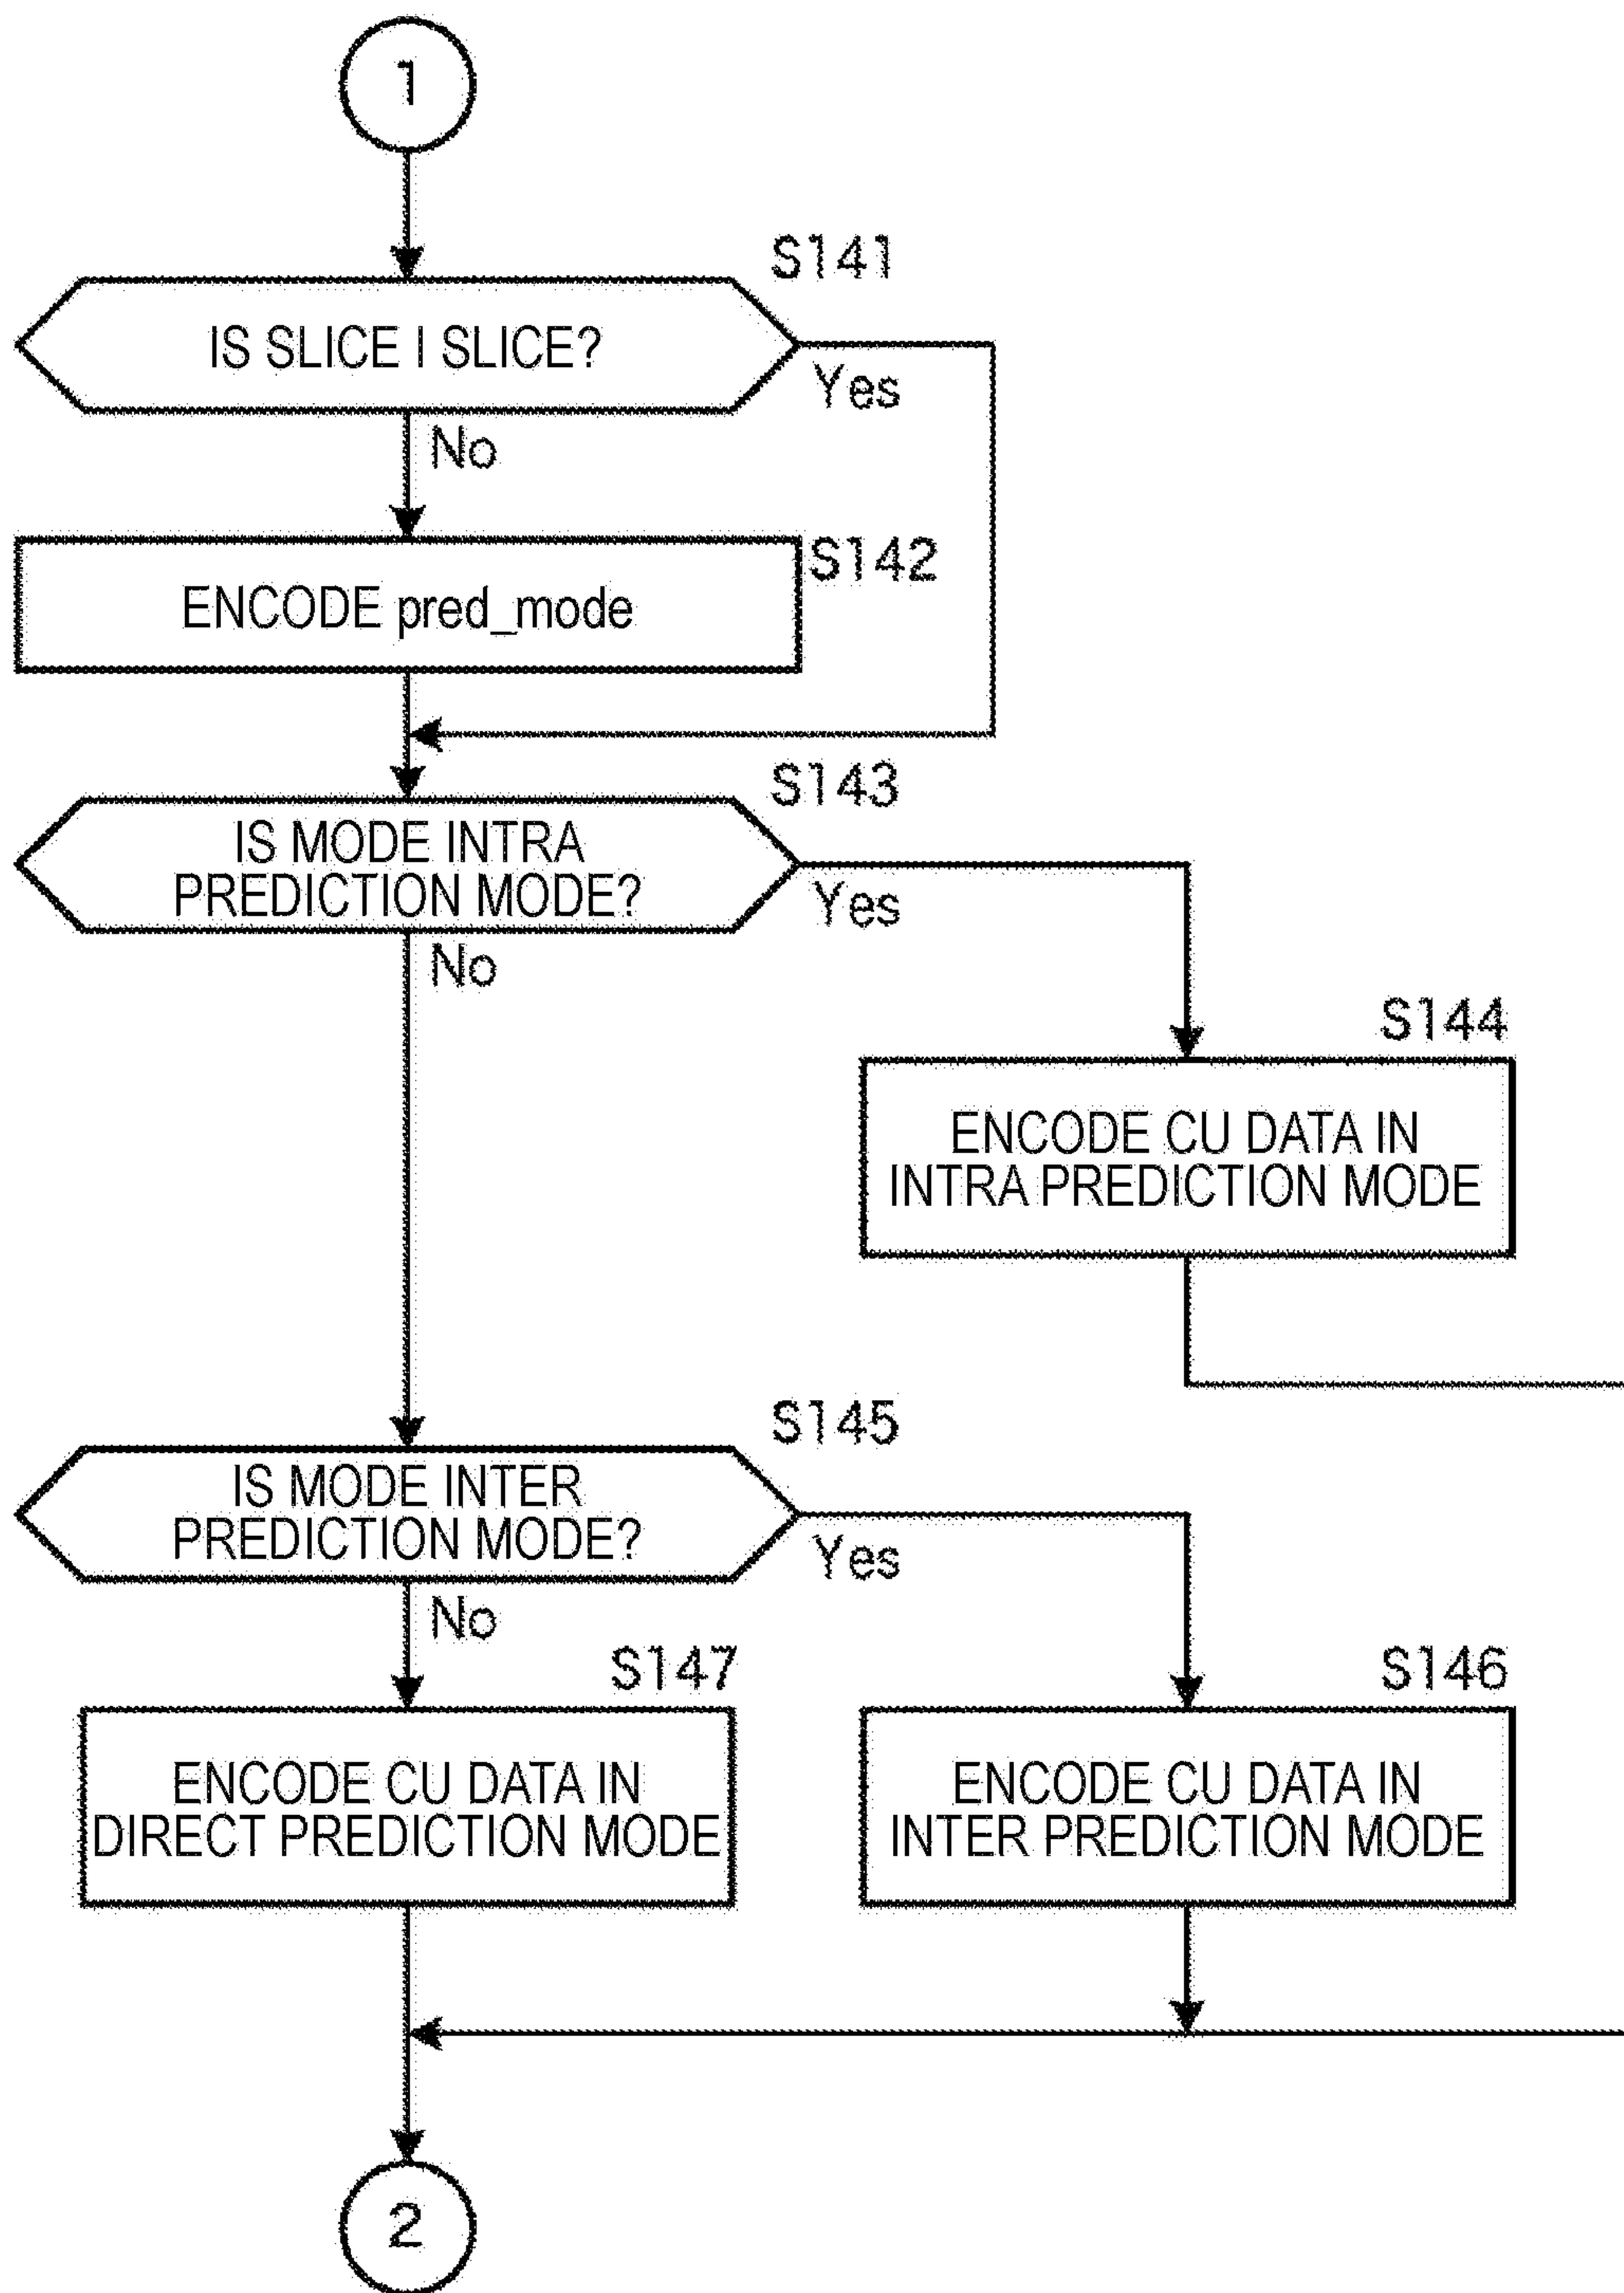 1
S141
IS SLICE I SLICE?
Yes
No
S142
ENCODE pred_mode
S143
IS MODE INTRA
PREDICTION MODE?
Yes
No
S144
ENCODE CU DATA IN
INTRA PREDICTION MODE
S145
IS MODE INTER
PREDICTION MODE?
Yes
No
S147
S146
ENCODE CU DATA IN
DIRECT PREDICTION MODE
ENCODE CU DATA IN
INTER PREDICTION MODE
2